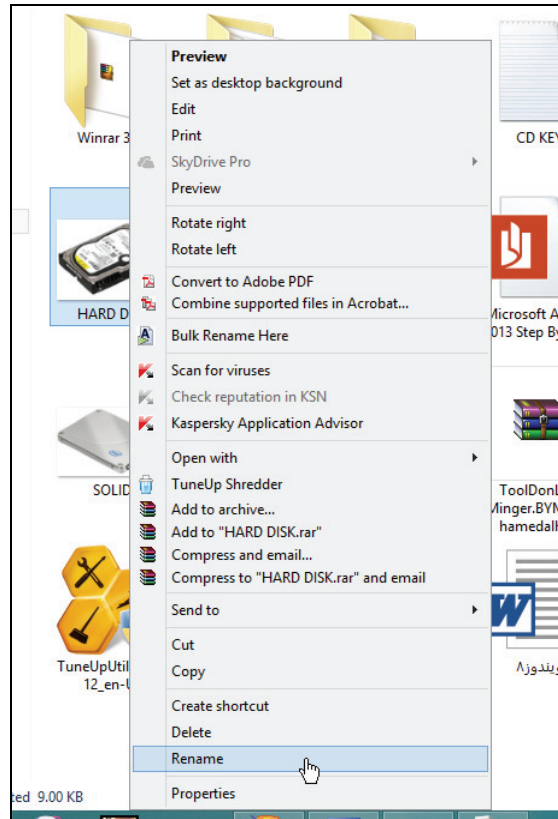 Preview
Set as desktop background
Edit
Print
SkyDrive Pro
Preview
Rotate right
Rotate left
Convert to Adobe PDF
Combine supported files in Acrobat...
Bulk Rename Here
Scan for viruses
Check reputation in KSN
Kaspersky Application Advisor
Open with
TuneUp Shredder
Add to archive...
Add to "HARD DISK.rar"
Compress and email...
Compress to "HARD DISK.rar" and email
Send to
Cut
Copy
Create shortcut
Delete
Rename
Properties
Winrar 3
HARD D
SOLID
TuneUpUtil
12_en-U
ted 9.00 KB
CD KEY
Microsoft A
013 Step By
ToolDonL
Minger.BYN
hamedalH
W
ویندوز۸